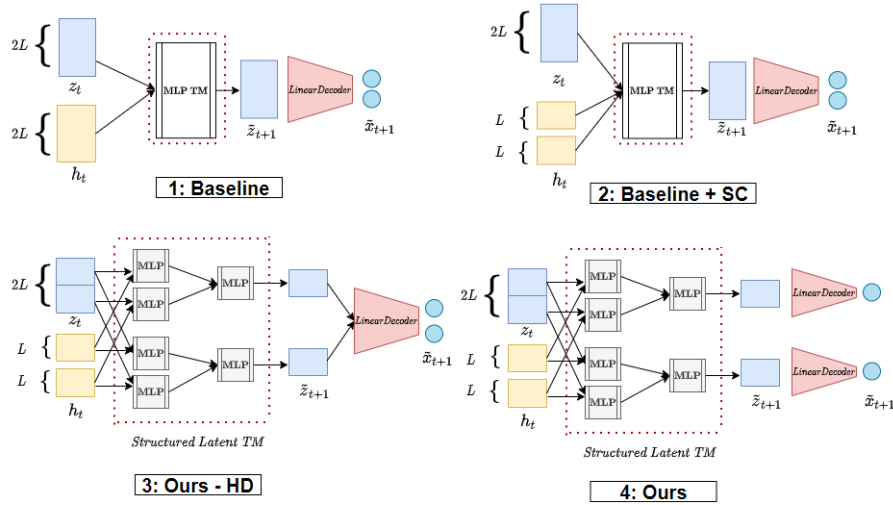 2L {
z_t
2L {
h_t
MLP TM
z̃_{t+1}
LinearDecoder
x̃_{t+1}
1: Baseline
2L {
z_t
L {
L {
h_t
MLP TM
z̃_{t+1}
LinearDecoder
x̃_{t+1}
2: Baseline + SC
2L {
z_t
L {
L {
h_t
MLP
MLP
MLP
MLP
MLP
MLP
z̃_{t+1}
LinearDecoder
x̃_{t+1}
Structured Latent TM
3: Ours - HD
2L {
z_t
L {
L {
h_t
MLP
MLP
MLP
MLP
MLP
MLP
z̃_{t+1}
LinearDecoder
LinearDecoder
x̃_{t+1}
Structured Latent TM
4: Ours